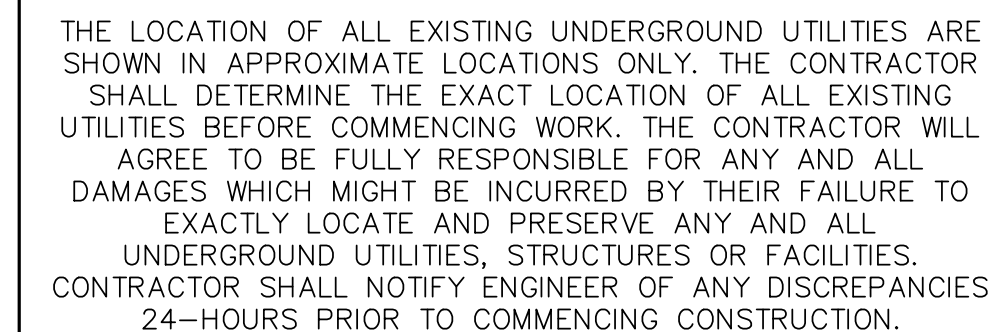 THE LOCATION OF ALL EXISTING UNDERGROUND UTILITIES ARE
SHOWN IN APPROXIMATE LOCATIONS ONLY. THE CONTRACTOR
SHALL DETERMINE THE EXACT LOCATION OF ALL EXISTING
UTILITIES BEFORE COMMENCING WORK. THE CONTRACTOR WILL
AGREE TO BE FULLY RESPONSIBLE FOR ANY AND ALL
DAMAGES WHICH MIGHT BE INCURRED BY THEIR FAILURE TO
EXACTLY LOCATE AND PRESERVE ANY AND ALL
UNDERGROUND UTILITIES, STRUCTURES OR FACILITIES.
CONTRACTOR SHALL NOTIFY ENGINEER OF ANY DISCREPANCIES
24–HOURS PRIOR TO COMMENCING CONSTRUCTION.